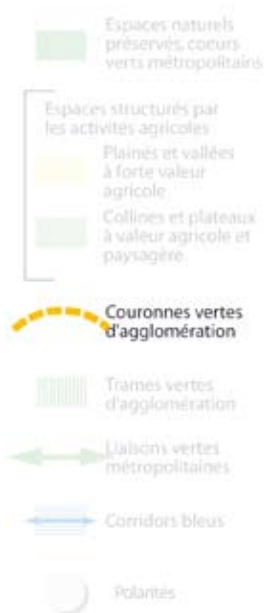 Espaces naturels
préservés, coeurs
verts métropolitains
Espaces structurés par
les activités agricoles
Plaines et vallées
à forte valeur
agricole
Collines et plateaux
à valeur agricole et
paysagère
Couronnes vertes
d'agglomération
Trames vertes
d'agglomération
Liaisons vertes
métropolitaines
Corridors bleus
Polarités